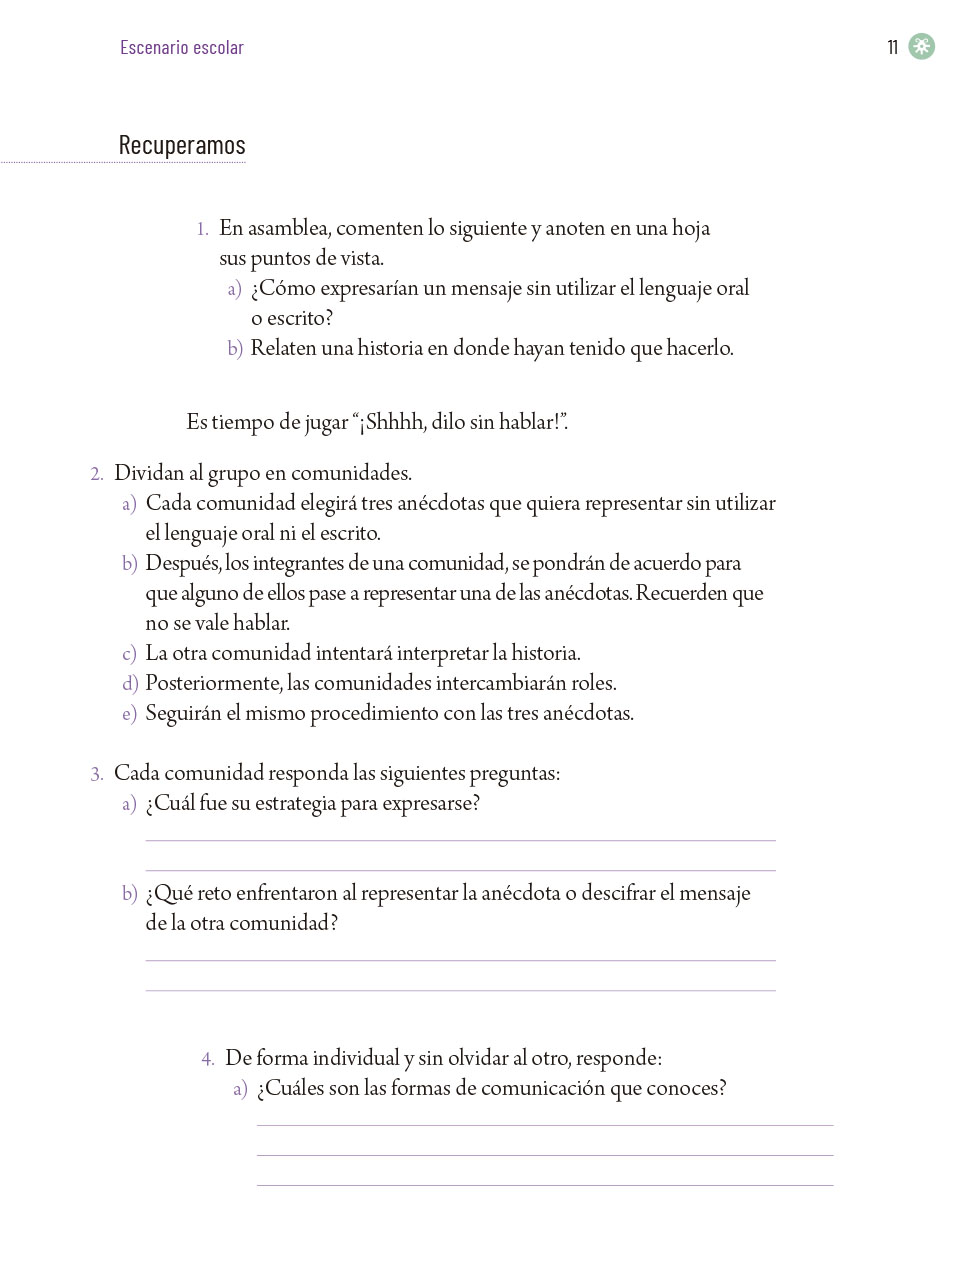 Escenario escolar
11
Recuperamos
1. En asamblea, comenten lo siguiente y anoten en una hoja
sus puntos de vista.
a) ¿Cómo expresarían un mensaje sin utilizar el lenguaje oral
o escrito?
b) Relaten una historia en donde hayan tenido que hacerlo.
Es tiempo de jugar “¡Shhhh, dilo sin hablar!”.
2. Dividan al grupo en comunidades.
a) Cada comunidad elegirá tres anécdotas que quiera representar sin utilizar
el lenguaje oral ni el escrito.
b) Después, los integrantes de una comunidad, se pondrán de acuerdo para
que alguno de ellos pase a representar una de las anécdotas. Recuerden que
no se vale hablar.
c) La otra comunidad intentará interpretar la historia.
d) Posteriormente, las comunidades intercambiarán roles.
e) Seguirán el mismo procedimiento con las tres anécdotas.
3. Cada comunidad responda las siguientes preguntas:
a) ¿Cuál fue su estrategia para expresarse?
b) ¿Qué reto enfrentaron al representar la anécdota o descifrar el mensaje
de la otra comunidad?
4. De forma individual y sin olvidar al otro, responde:
a) ¿Cuáles son las formas de comunicación que conoces?